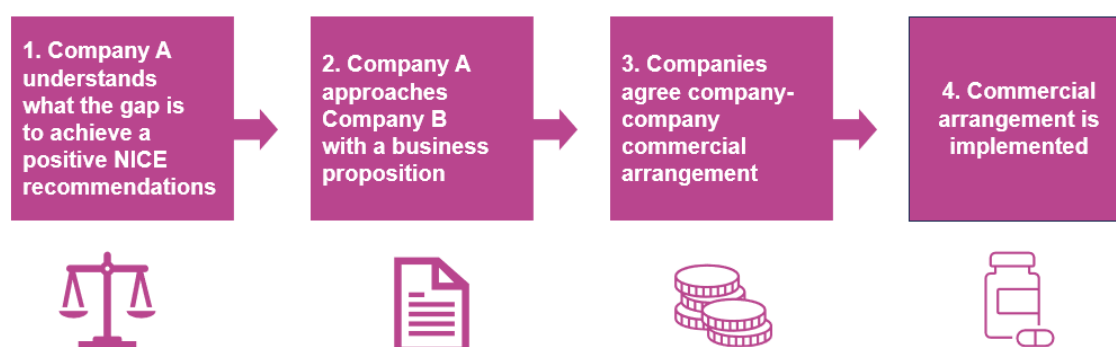 1. Company A
understands
what the gap is
to achieve a
positive NICE
recommendations
2. Company A
approaches
Company B
with a business
proposition
3. Companies
agree company-
company
commercial
arrangement
4. Commercial
arrangement is
implemented